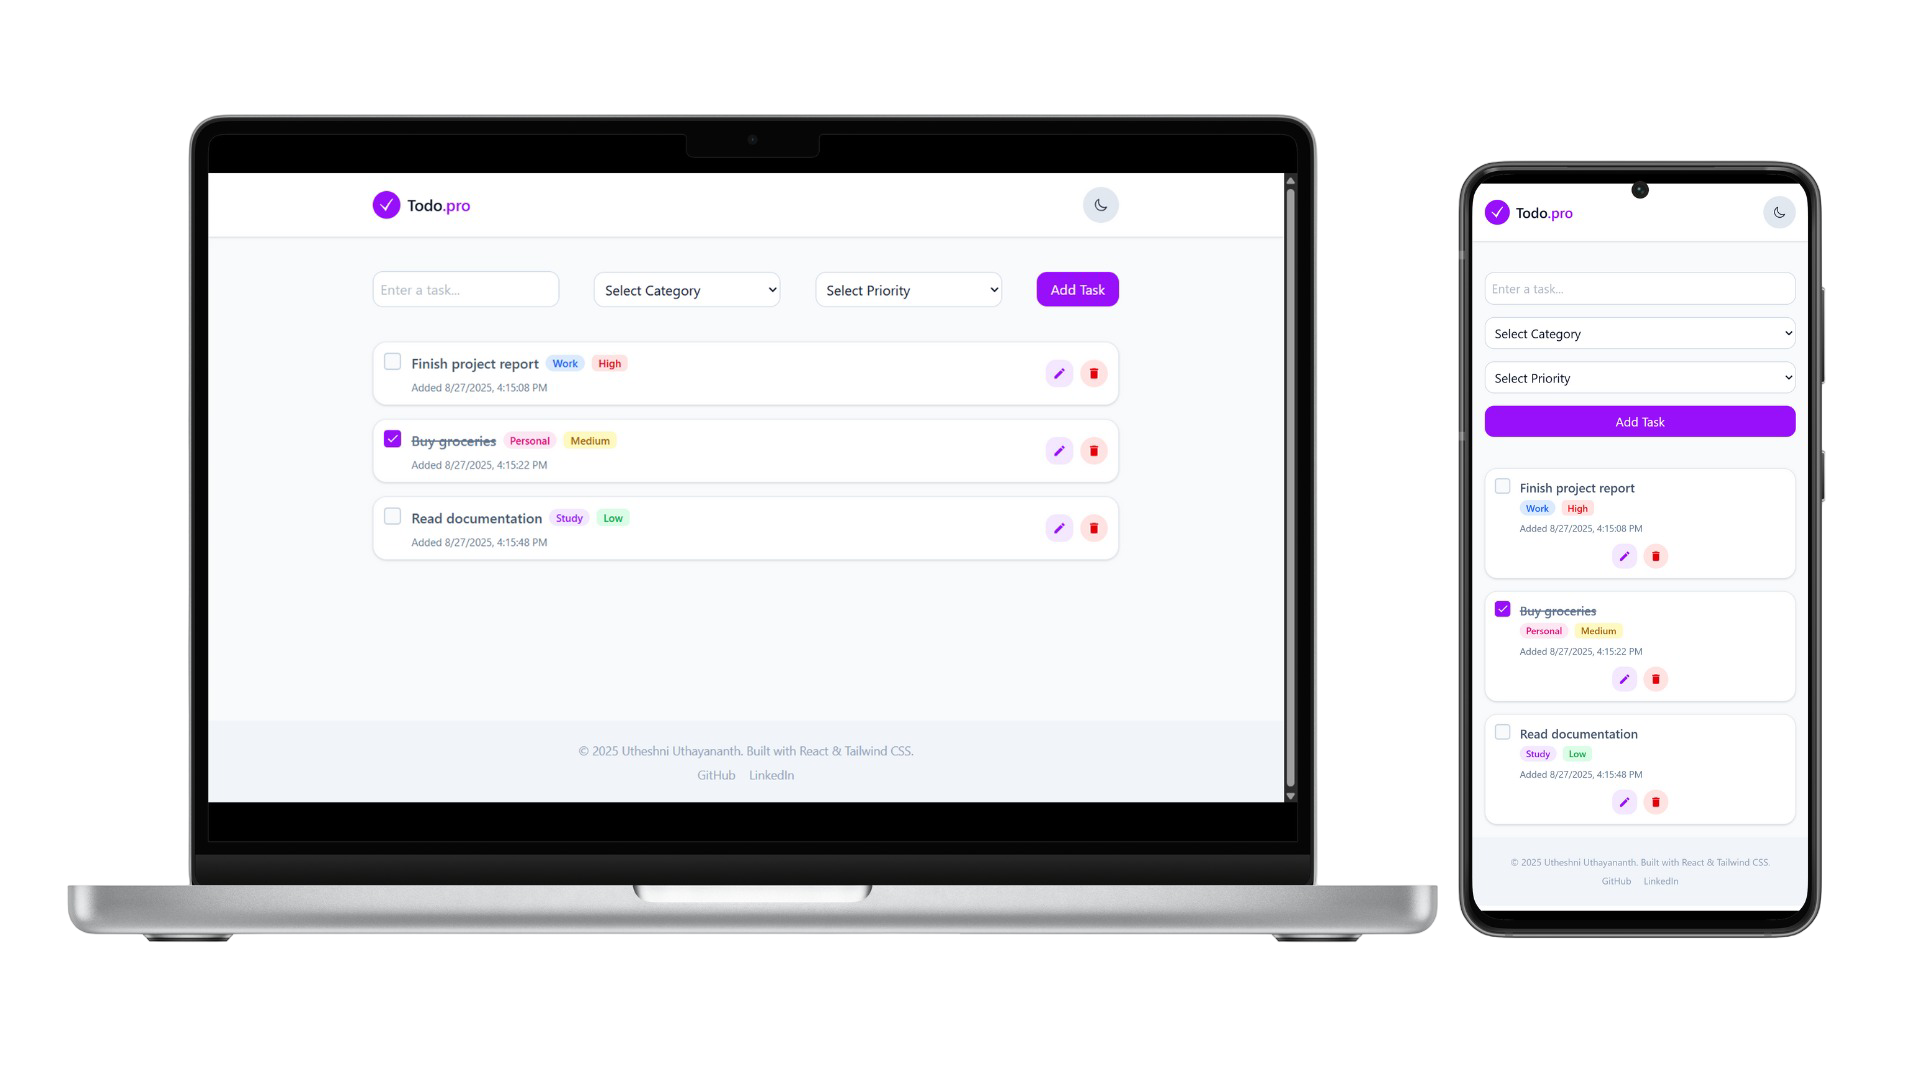 Todo.pro
Enter a task...
Select Category
Select Priority
Add Task
Finish project report Work High
Added 8/27/2025, 4:15:08 PM
Buy groceries Personal Medium
Added 8/27/2025, 4:15:22 PM
Read documentation Study Low
Added 8/27/2025, 4:15:48 PM
© 2025 Utheshni Uthayananth. Built with React & Tailwind CSS.
GitHub LinkedIn
Todo.pro
Enter a task...
Select Category
Select Priority
Add Task
Finish project report
Work High
Added 8/27/2025, 4:15:08 PM
Buy groceries
Personal Medium
Added 8/27/2025, 4:15:22 PM
Read documentation
Study Low
Added 8/27/2025, 4:15:48 PM
© 2025 Utheshni Uthayananth. Built with React & Tailwind CSS.
GitHub LinkedIn